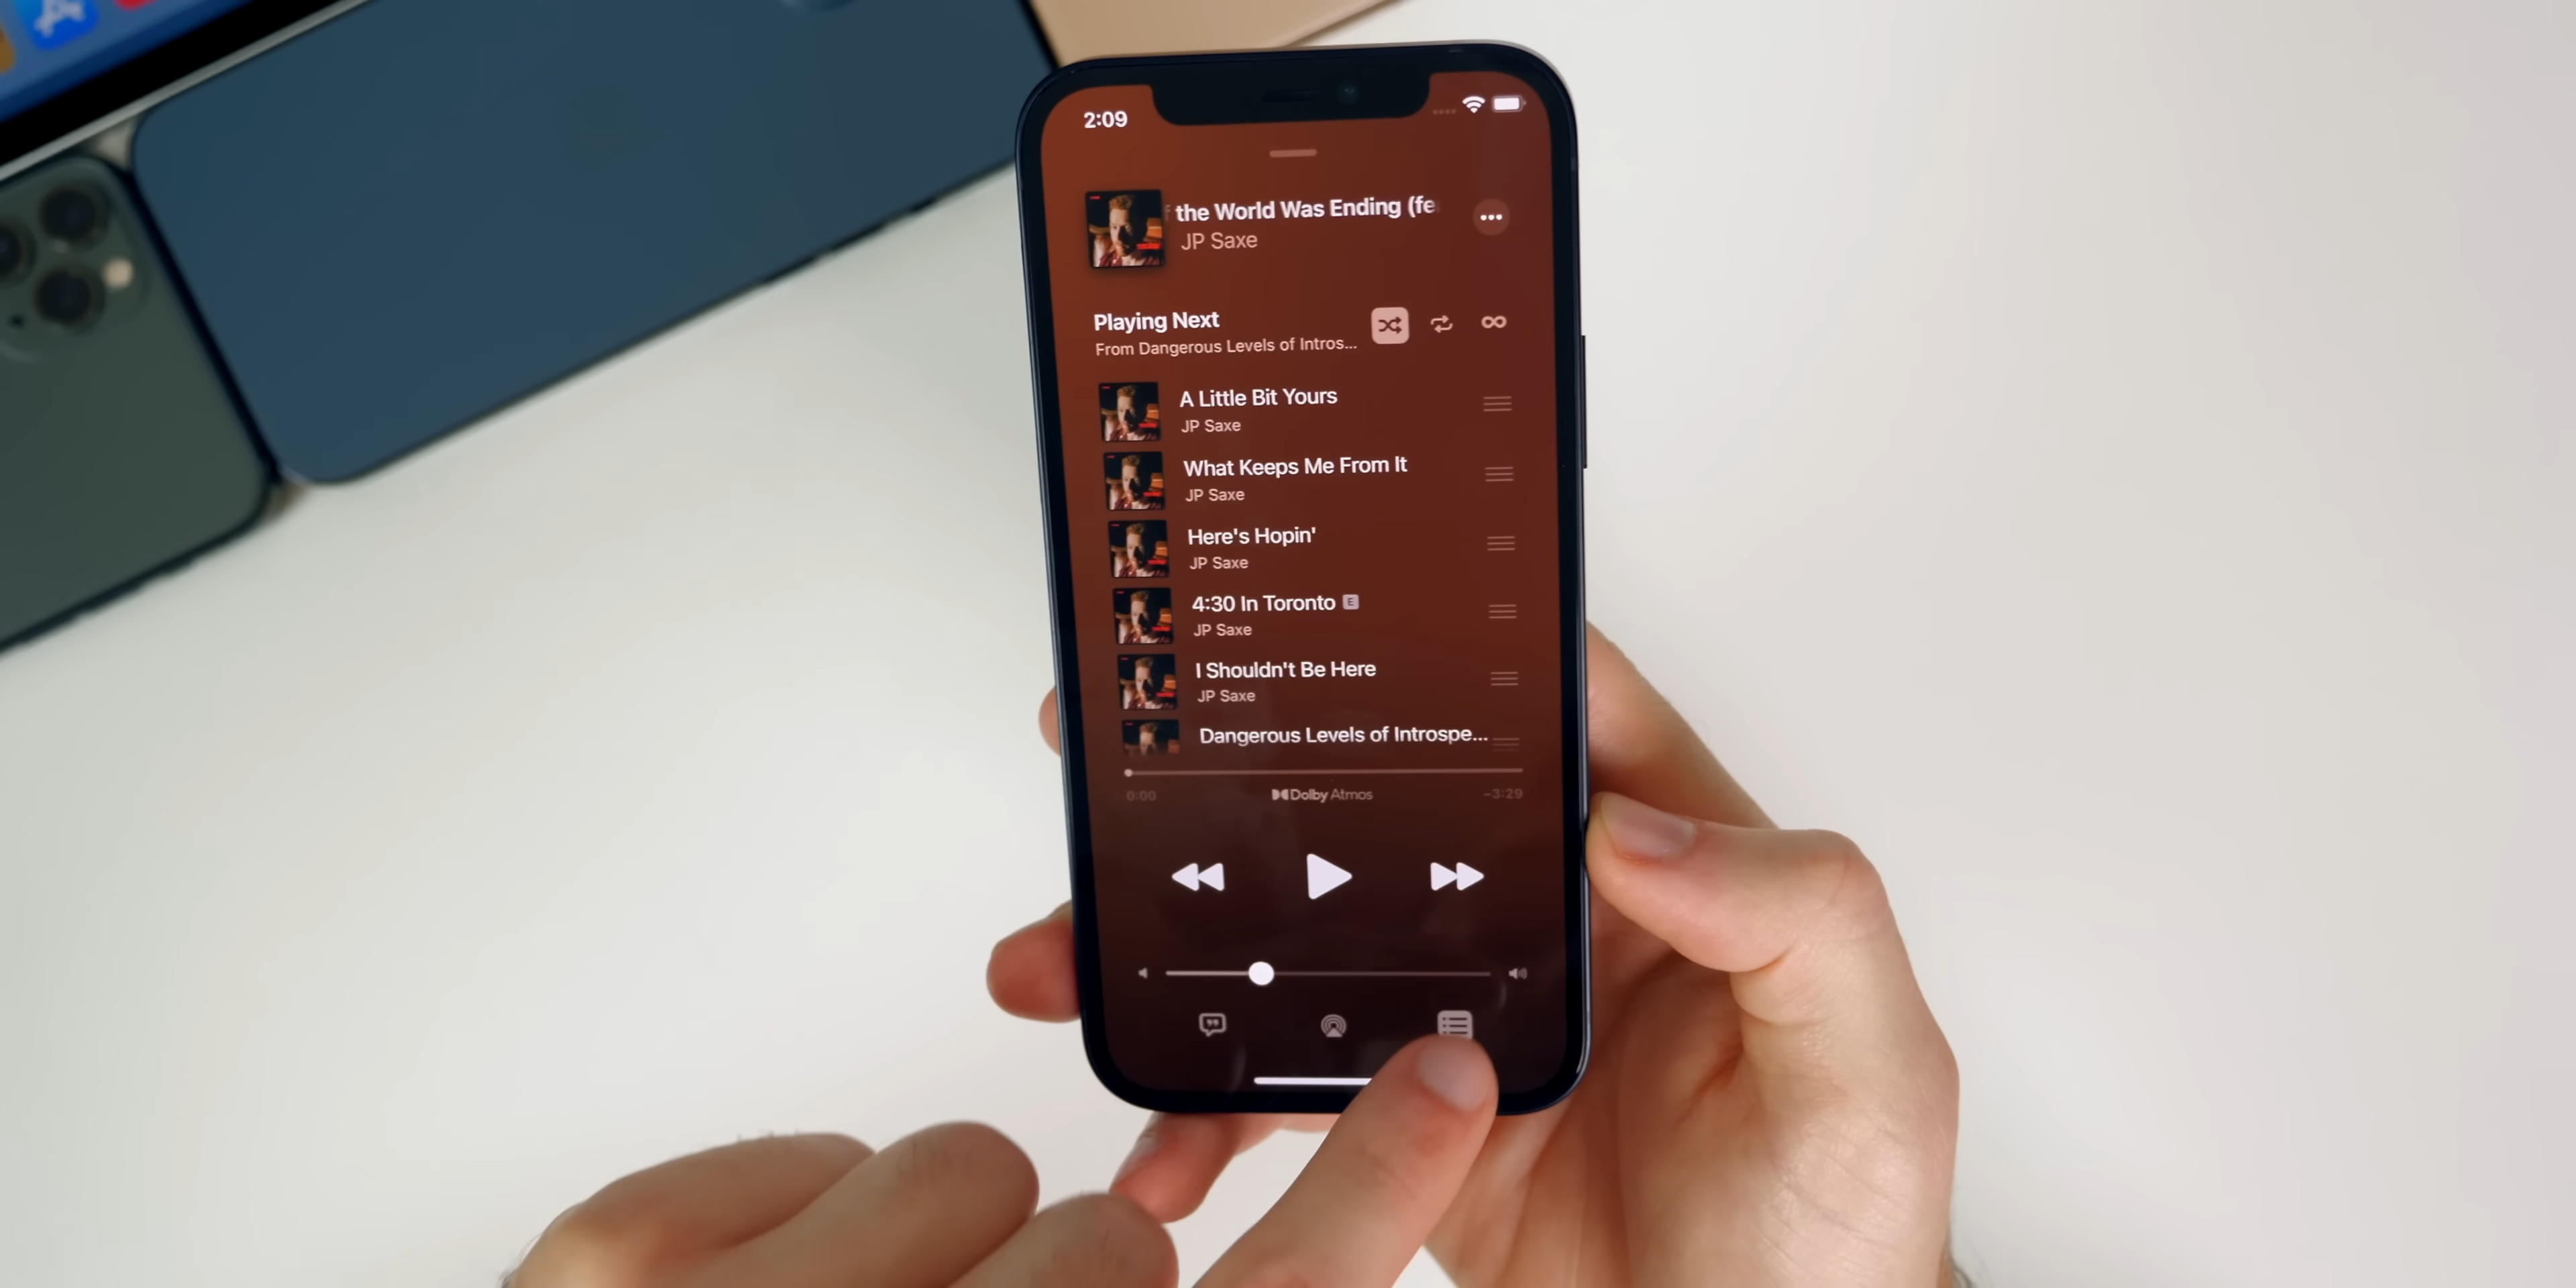 2:09
the World Was Ending (fe
JP Saxe
Playing Next
From Dangerous Levels of Intros...
A Little Bit Yours
JP Saxe
What Keeps Me From It
JP Saxe
Here's Hopin'
JP Saxe
4:30 In Toronto E
JP Saxe
I Shouldn't Be Here
JP Saxe
Dangerous Levels of Introspe...
0:00 Dolby Atmos -3:29